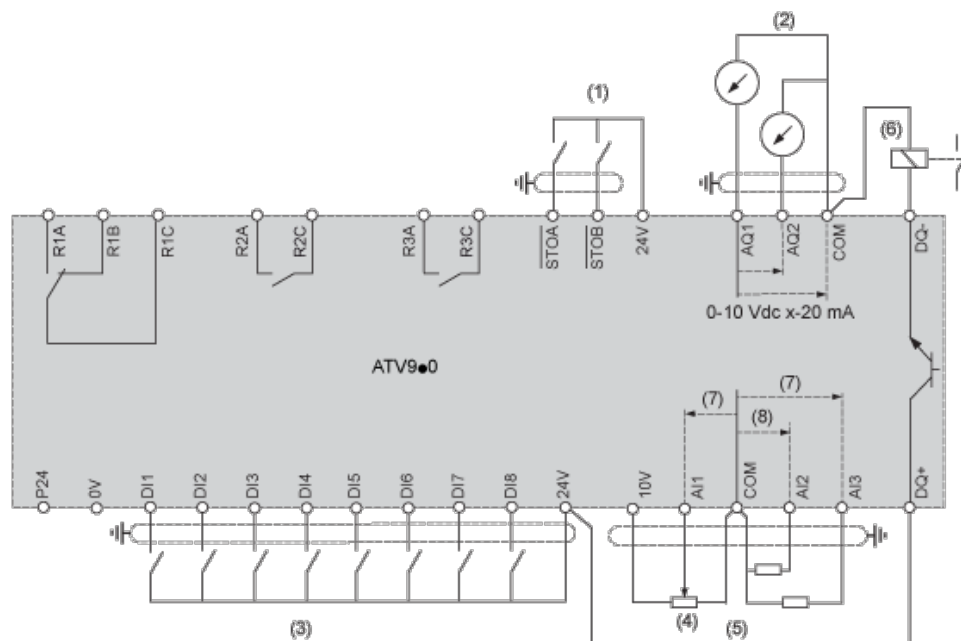 (2)
(1)
(6)
R1A
R1B
R1C
R2A
R2C
R3A
R3C
STOA
STOB
24V
AQ1
AQ2
COM
DQ-
0-10 Vdc x-20 mA
ATV9●0
(7)
(7)
(8)
P24
0V
DI1
DI2
DI3
DI4
DI5
DI6
DI7
DI8
24V
10V
AI1
COM
AI2
AI3
DQ+
(3)
(4)
(5)